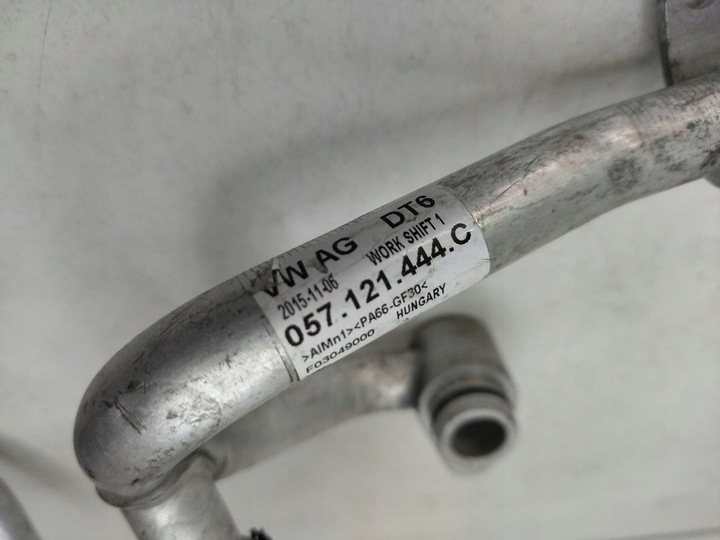 VW AG DT6
2015-11-06 WORK SHIFT 1
057.121.444.C
>AlMn1><PA66-GF30<
F03049000 HUNGARY